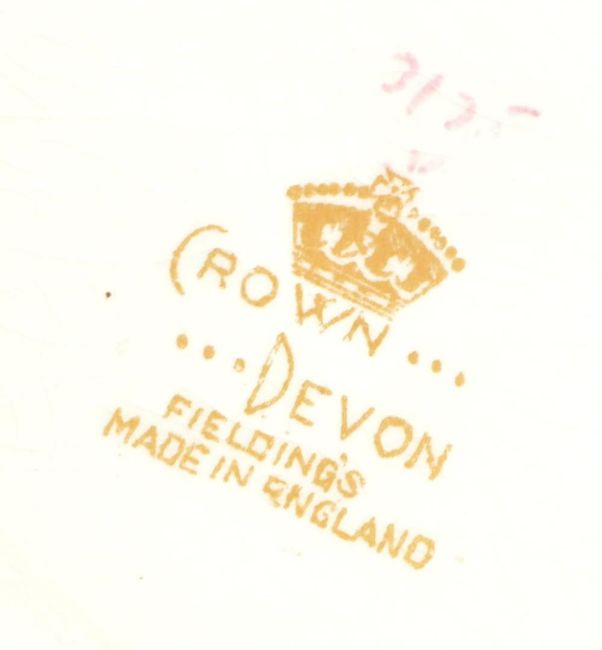 CROWN ...
... DEVON
FIELDING'S
MADE IN ENGLAND